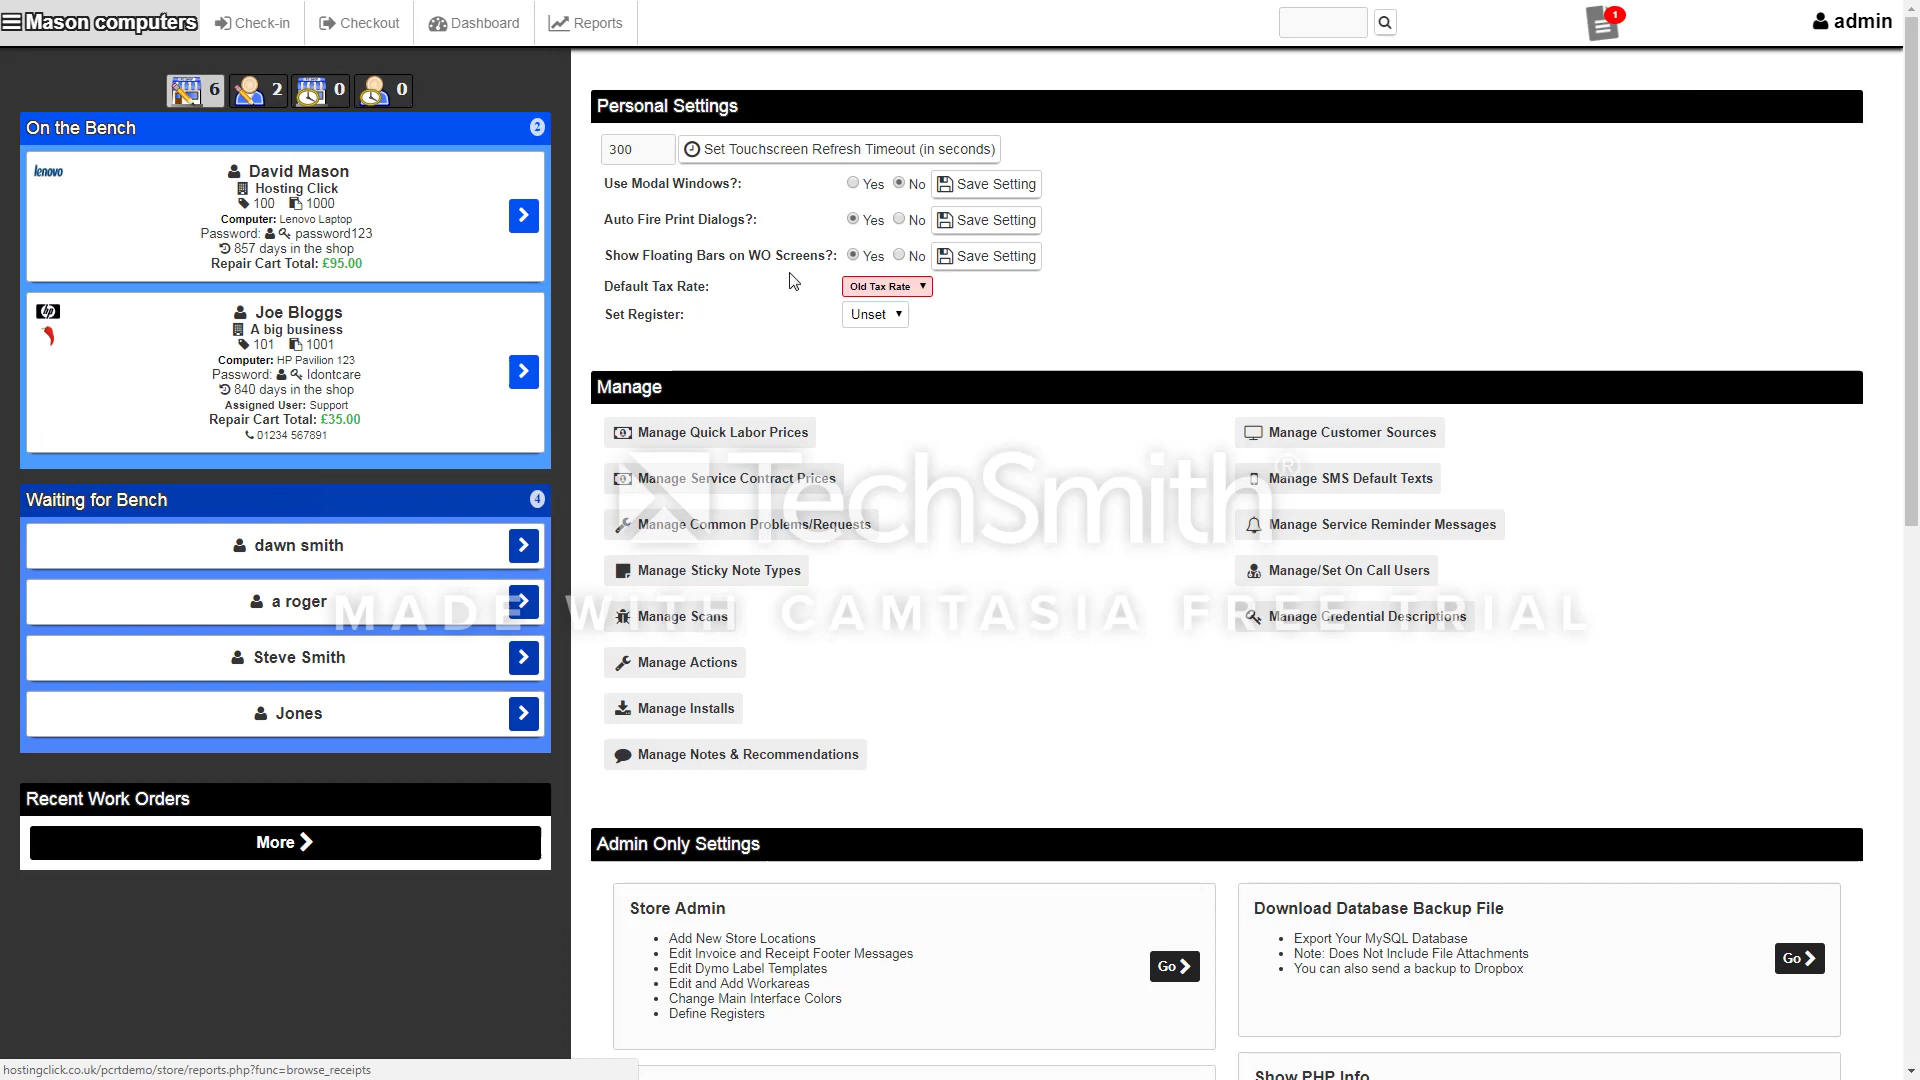 Mason computers
Check-in
Checkout
Dashboard
Reports
1
admin
6
2
0
0
On the Bench
2
lenovo
David Mason
Hosting Click
100 1000
Computer: Lenovo Laptop
Password: password123
857 days in the shop
Repair Cart Total: £95.00
hp
Joe Bloggs
A big business
101 1001
Computer: HP Pavilion 123
Password: Idontcare
840 days in the shop
Assigned User: Support
Repair Cart Total: £35.00
01234 567891
Waiting for Bench
4
dawn smith
a roger
Steve Smith
Jones
Recent Work Orders
More
Personal Settings
300
Set Touchscreen Refresh Timeout (in seconds)
Use Modal Windows?: Yes No Save Setting
Auto Fire Print Dialogs?: Yes No Save Setting
Show Floating Bars on WO Screens?: Yes No Save Setting
Default Tax Rate: Old Tax Rate
Set Register: Unset
Manage
Manage Quick Labor Prices
Manage Customer Sources
Manage Service Contract Prices
Manage SMS Default Texts
Manage Common Problems/Requests
Manage Service Reminder Messages
Manage Sticky Note Types
Manage/Set On Call Users
Manage Scans
Manage Credential Descriptions
Manage Actions
Manage Installs
Manage Notes & Recommendations
TechSmith®
MADE WITH CAMTASIA FREE TRIAL
Admin Only Settings
Store Admin
Add New Store Locations
Edit Invoice and Receipt Footer Messages
Edit Dymo Label Templates
Edit and Add Workareas
Change Main Interface Colors
Define Registers
Go
Download Database Backup File
Export Your MySQL Database
Note: Does Not Include File Attachments
You can also send a backup to Dropbox
Go
Show PHP Info
hostingclick.co.uk/pcrtdemo/store/reports.php?func=browse_receipts